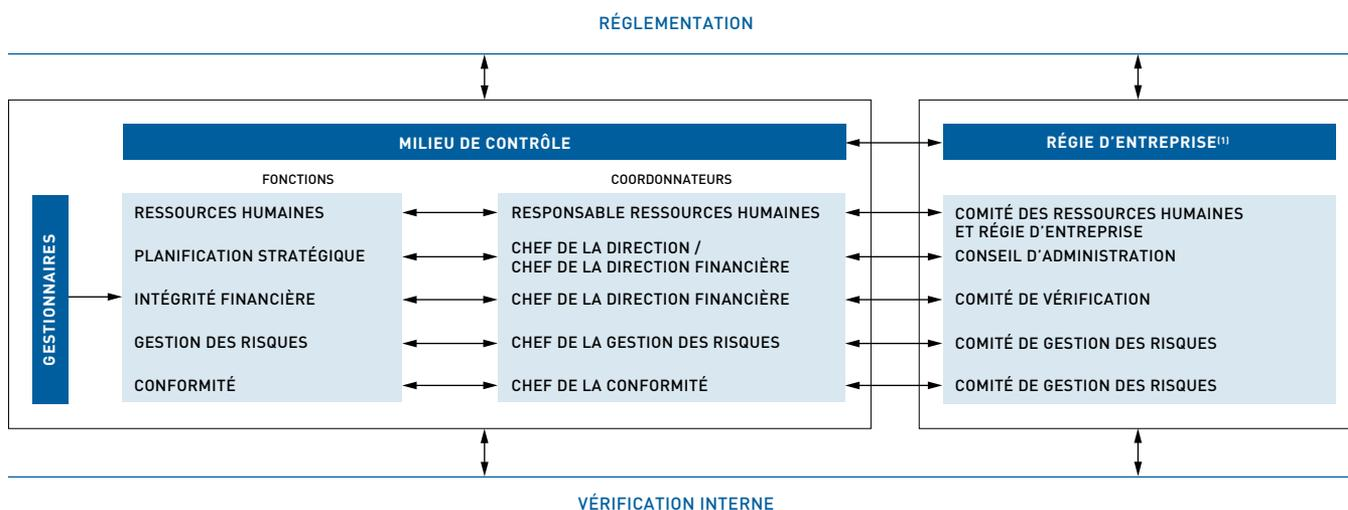 RÉGLEMENTATION
MILIEU DE CONTRÔLE
RÉGIE D'ENTREPRISE(1)
FONCTIONS
COORDONNATEURS
GESTIONNAIRES
RESSOURCES HUMAINES
RESPONSABLE RESSOURCES HUMAINES
COMITÉ DES RESSOURCES HUMAINES
ET RÉGIE D'ENTREPRISE
PLANIFICATION STRATÉGIQUE
CHEF DE LA DIRECTION /
CHEF DE LA DIRECTION FINANCIÈRE
CONSEIL D'ADMINISTRATION
INTÉGRITÉ FINANCIÈRE
CHEF DE LA DIRECTION FINANCIÈRE
COMITÉ DE VÉRIFICATION
GESTION DES RISQUES
CHEF DE LA GESTION DES RISQUES
COMITÉ DE GESTION DES RISQUES
CONFORMITÉ
CHEF DE LA CONFORMITÉ
COMITÉ DE GESTION DES RISQUES
VÉRIFICATION INTERNE